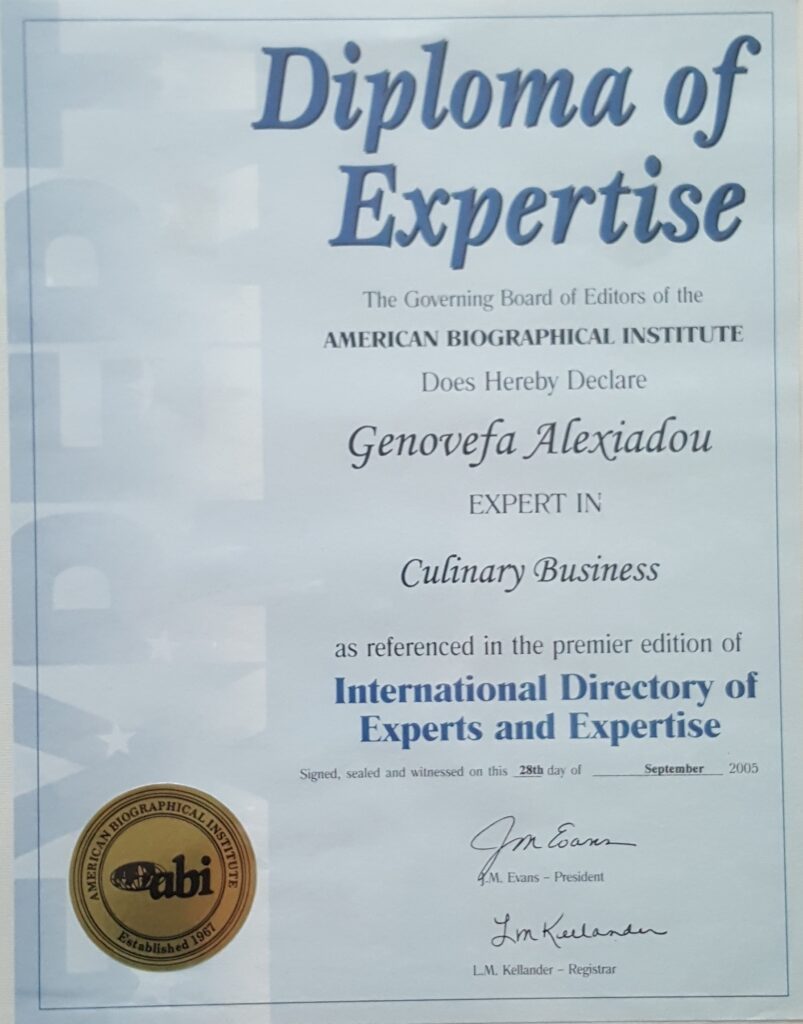 Diploma of
Expertise
The Governing Board of Editors of the
AMERICAN BIOGRAPHICAL INSTITUTE
Does Hereby Declare
Genovefa Alexiadou
EXPERT IN
Culinary Business
as referenced in the premier edition of
International Directory of
Experts and Expertise
Signed, sealed and witnessed on this 28th day of September 2005
AMERICAN BIOGRAPHICAL INSTITUTE
abi
Established 1967
JM Evans
J.M. Evans – President
LM Kellander
L.M. Kellander – Registrar
EXPERT